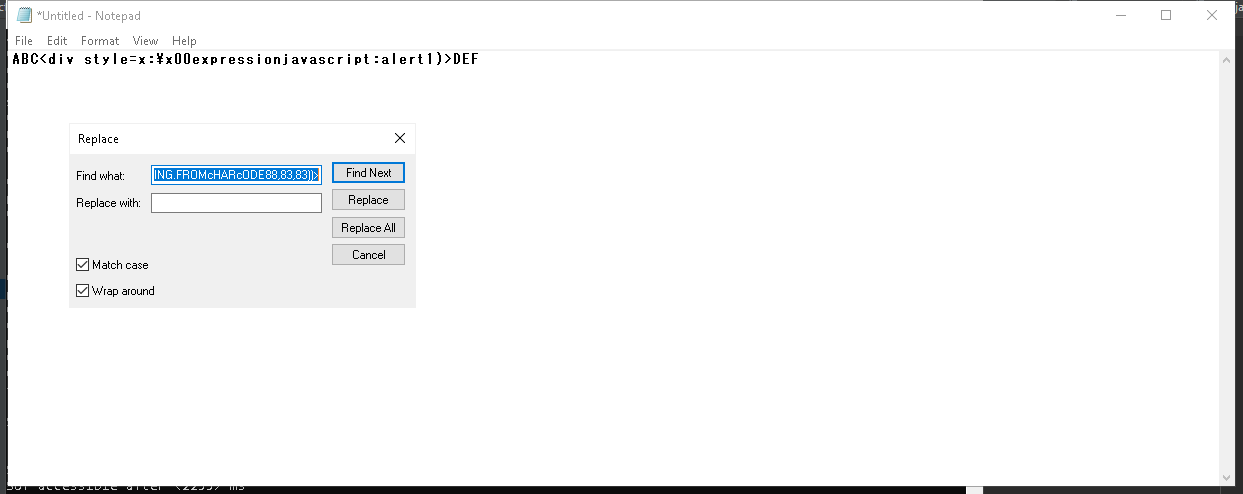 *Untitled - Notepad
File Edit Format View Help
ABC<div style=x:¥x00expressionjavascript:alert1)>DEF
Replace
Find what: ING.FROMcHARcODE88,83,83))> Find Next
Replace with: Replace
Replace All
Cancel
Match case
Wrap around